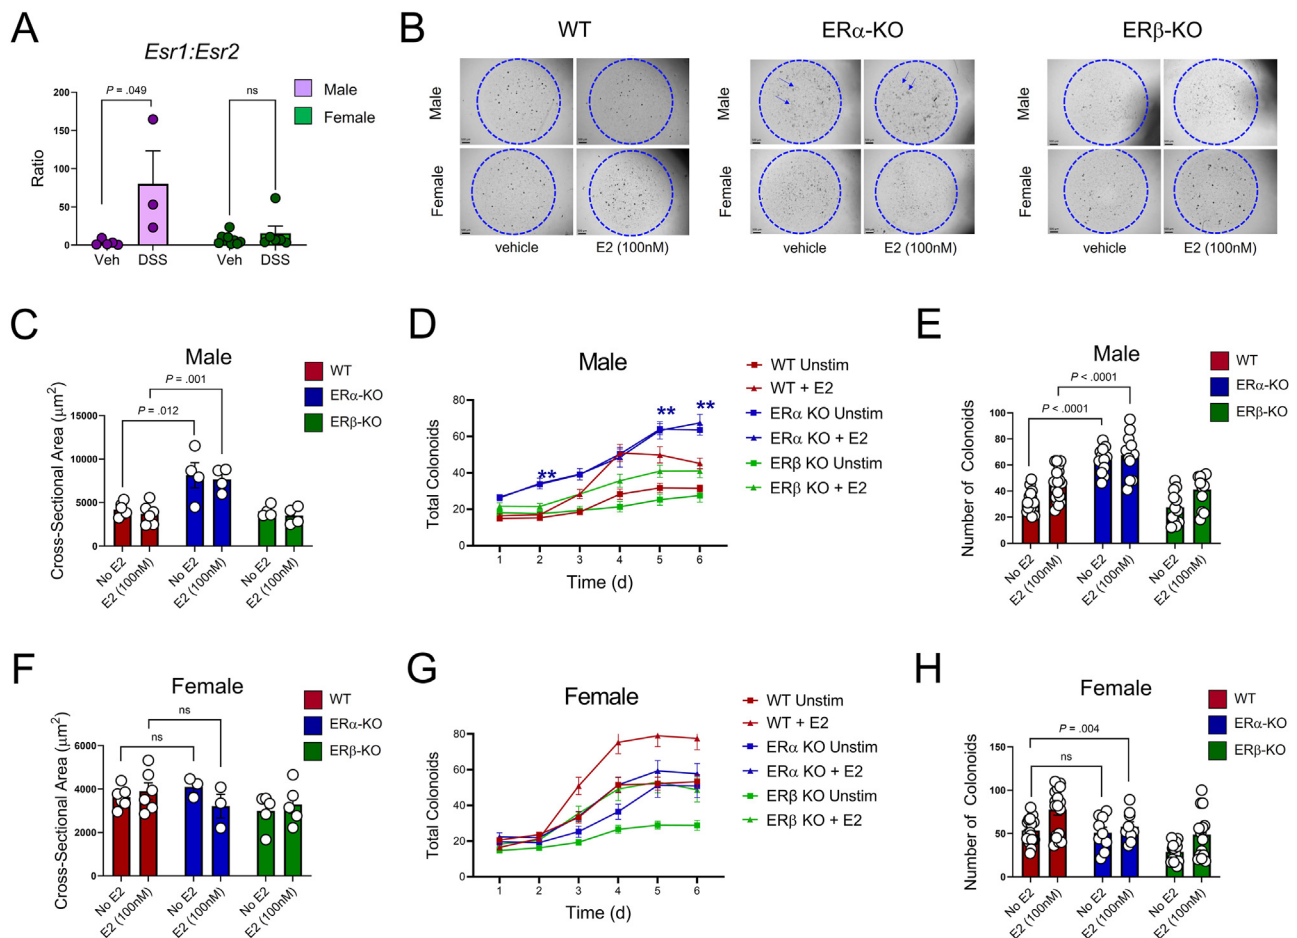 A
Esr1:Esr2
P = .049
ns
Male
Female
Ratio
200
150
100
50
0
Veh
DSS
Veh
DSS
B
WT
ERα-KO
ERβ-KO
Male
Female
vehicle
E2 (100nM)
Male
Female
vehicle
E2 (100nM)
Male
Female
vehicle
E2 (100nM)
C
Male
P = .001
P = .012
WT
ERα-KO
ERβ-KO
Cross-Sectional Area (μm²)
15000
10000
5000
0
No E2
E2 (100nM)
No E2
E2 (100nM)
No E2
E2 (100nM)
D
Male
WT Unstim
WT + E2
ERα KO Unstim
ERα KO + E2
ERβ KO Unstim
ERβ KO + E2
**
**
**
Total Colonoids
80
60
40
20
0
1
2
3
4
5
6
Time (d)
E
Male
P < .0001
P < .0001
WT
ERα-KO
ERβ-KO
Number of Colonoids
100
80
60
40
20
0
No E2
E2 (100nM)
No E2
E2 (100nM)
No E2
E2 (100nM)
F
Female
ns
ns
WT
ERα-KO
ERβ-KO
Cross-Sectional Area (μm²)
6000
4000
2000
0
No E2
E2 (100nM)
No E2
E2 (100nM)
No E2
E2 (100nM)
G
Female
WT Unstim
WT + E2
ERα KO Unstim
ERα KO + E2
ERβ KO Unstim
ERβ KO + E2
Total Colonoids
80
60
40
20
0
1
2
3
4
5
6
Time (d)
H
Female
P = .004
ns
WT
ERα-KO
ERβ-KO
Number of Colonoids
150
100
50
0
No E2
E2 (100nM)
No E2
E2 (100nM)
No E2
E2 (100nM)